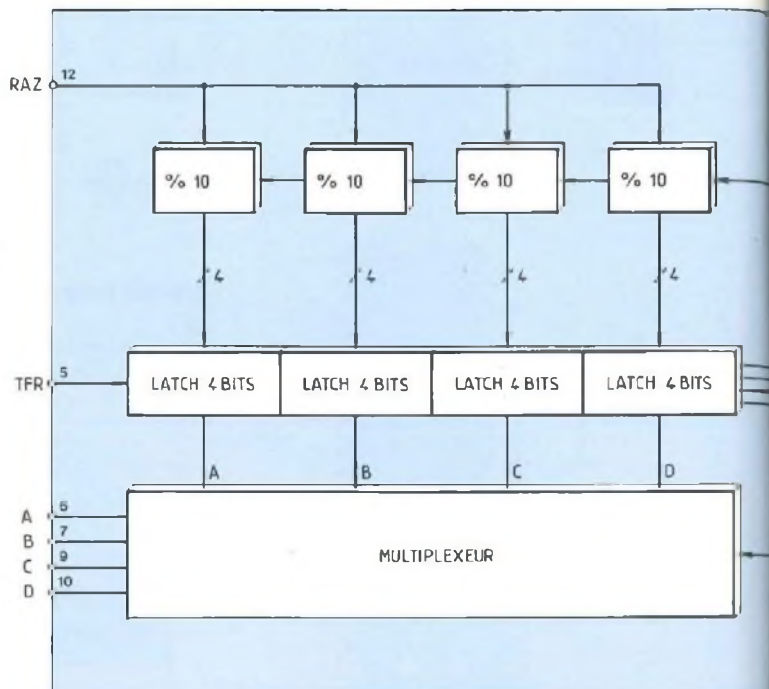 RAZ 12
% 10 % 10 % 10 % 10
4 4 4 4
TFR 5
LATCH 4 BITS LATCH 4 BITS LATCH 4 BITS LATCH 4 BITS
A B C D
A 6
B 7
MULTIPLEXEUR
C 9
D 10